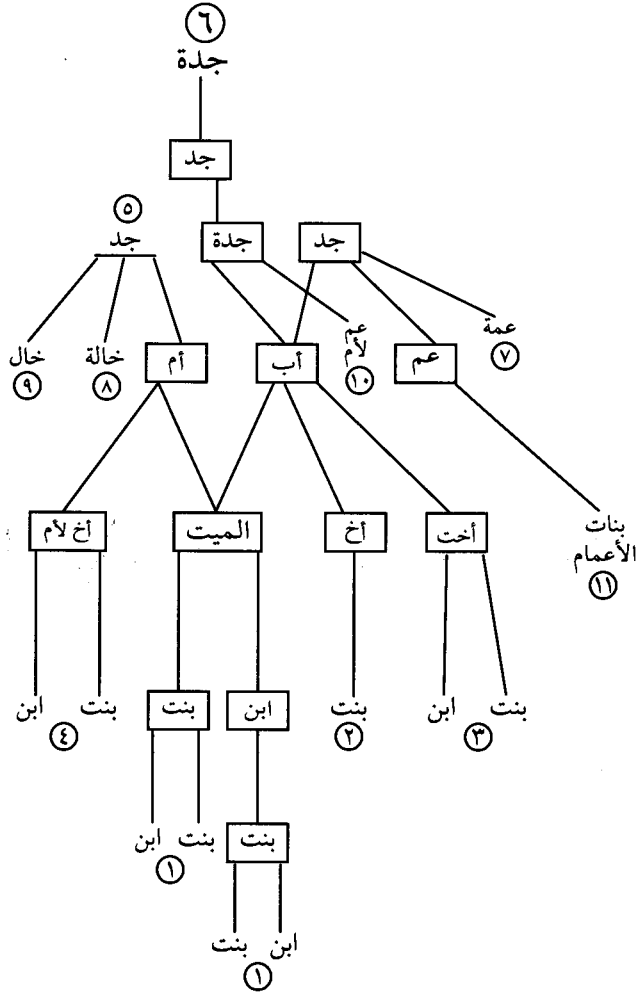 ٦
جدة
جد
٥
جد جدة جد
عمة
٧
خال
٩
خالة
٨
أم أب
عم
لأم
١٠
عم
أخ لأم الميت أخ أخت
بنات
الأعمام
١١
ابن بنت
٤
بنت ابن
بنت
٢
ابن بنت
٣
ابن بنت
١
بنت
بنت ابن
١